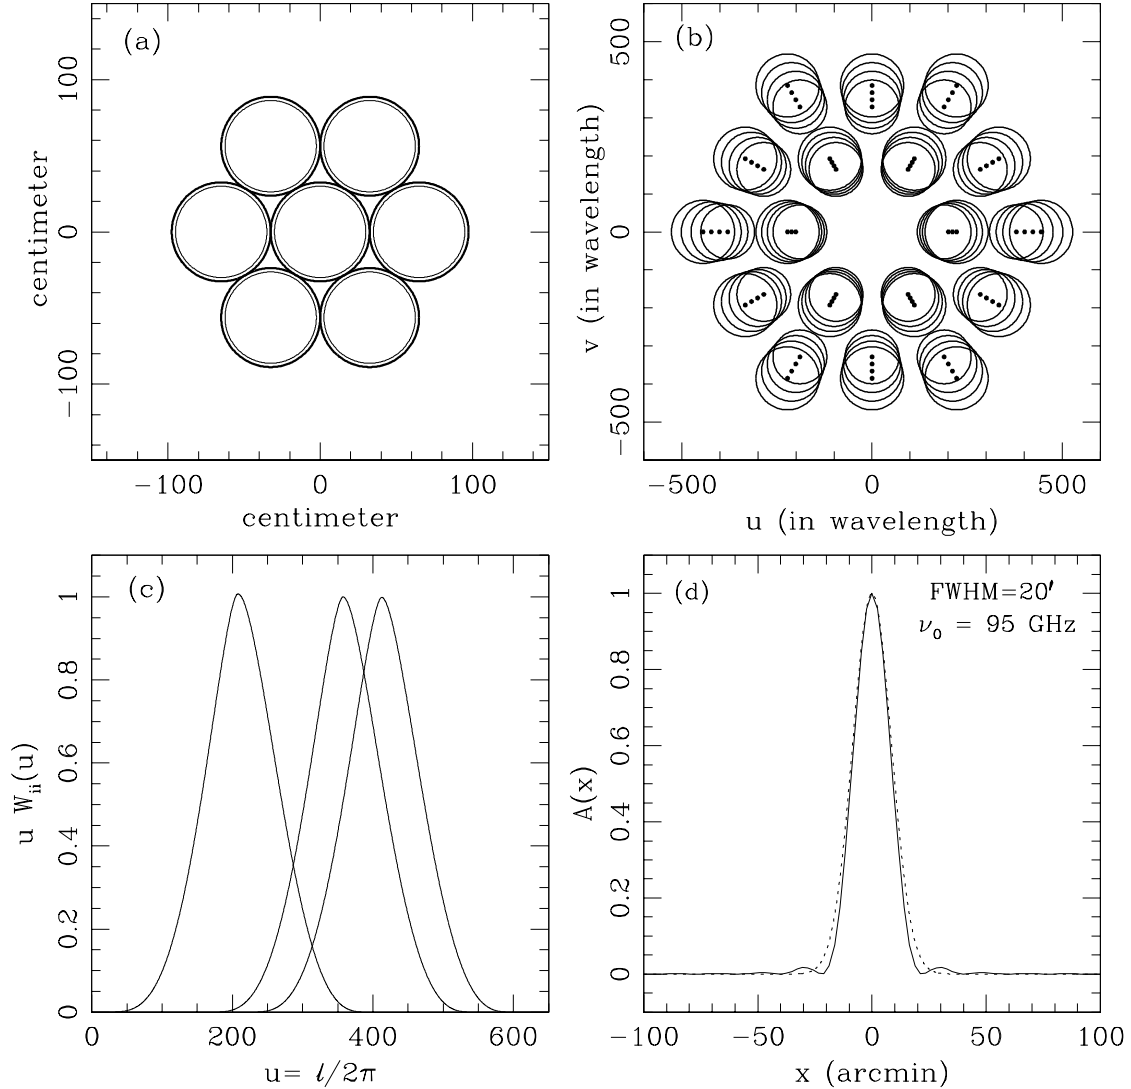 (a)
100
0
−100
centimeter
−100
0
100
centimeter
(b)
500
0
−500
v (in wavelength)
−500
0
500
u (in wavelength)
(c)
1
0.8
0.6
0.4
0.2
0
u W_ii(u)
0
200
400
600
u= l/2π
(d)
FWHM=20′
ν_0 = 95 GHz
1
0.8
0.6
0.4
0.2
0
A(x)
−100
−50
0
50
100
x (arcmin)